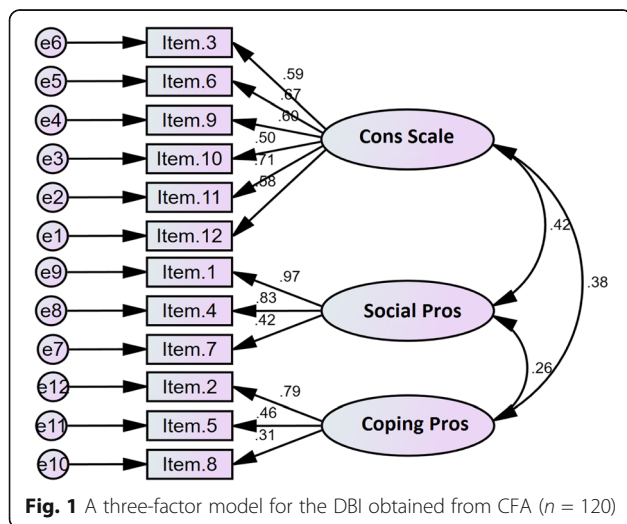 e6 Item.3
.59
e5 Item.6
.67
e4 Item.9
.60
Cons Scale
e3 Item.10
.50
.71
e2 Item.11
.58
e1 Item.12
.42
e9 Item.1
.97
.38
e8 Item.4
.83
Social Pros
.42
e7 Item.7
.26
e12 Item.2
.79
e11 Item.5
.46
Coping Pros
.31
e10 Item.8
Fig. 1 A three-factor model for the DBI obtained from CFA (n = 120)